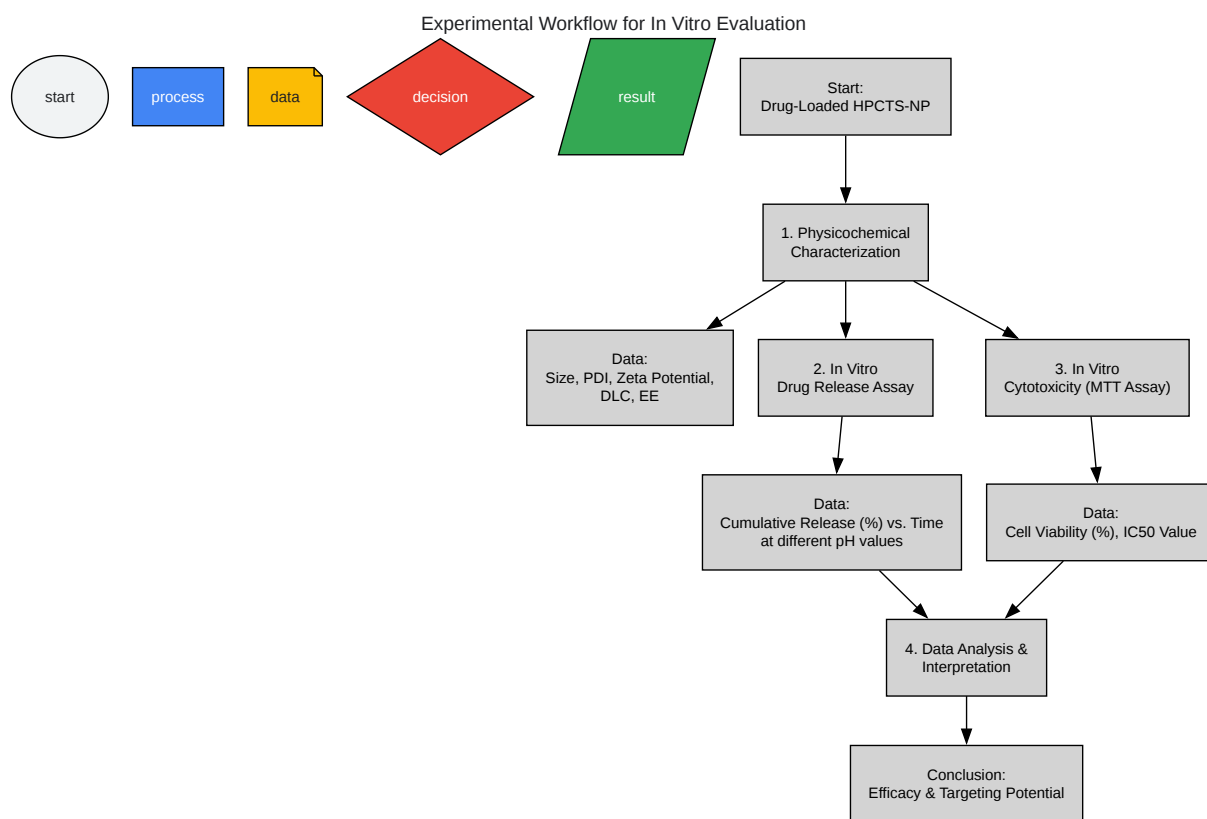 Experimental Workflow for In Vitro Evaluation
start
process
data
decision
result
Start:
Drug-Loaded HPCTS-NP
1. Physicochemical
Characterization
Data:
Size, PDI, Zeta Potential,
DLC, EE
2. In Vitro
Drug Release Assay
3. In Vitro
Cytotoxicity (MTT Assay)
Data:
Cumulative Release (%) vs. Time
at different pH values
Data:
Cell Viability (%), IC50 Value
4. Data Analysis &
Interpretation
Conclusion:
Efficacy & Targeting Potential